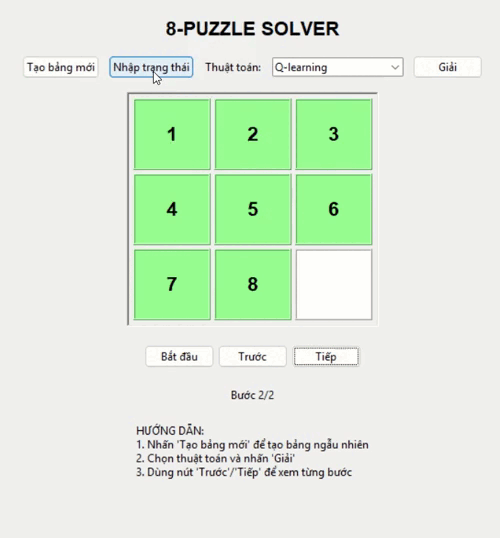 8-PUZZLE SOLVER
Tạo bảng mới Nhập trạng thái Thuật toán: Q-learning Giải
1 2 3
4 5 6
7 8
Bắt đầu Trước Tiếp
Bước 2/2
HƯỚNG DẪN:
1. Nhấn 'Tạo bảng mới' để tạo bảng ngẫu nhiên
2. Chọn thuật toán và nhấn 'Giải'
3. Dùng nút 'Trước'/'Tiếp' để xem từng bước